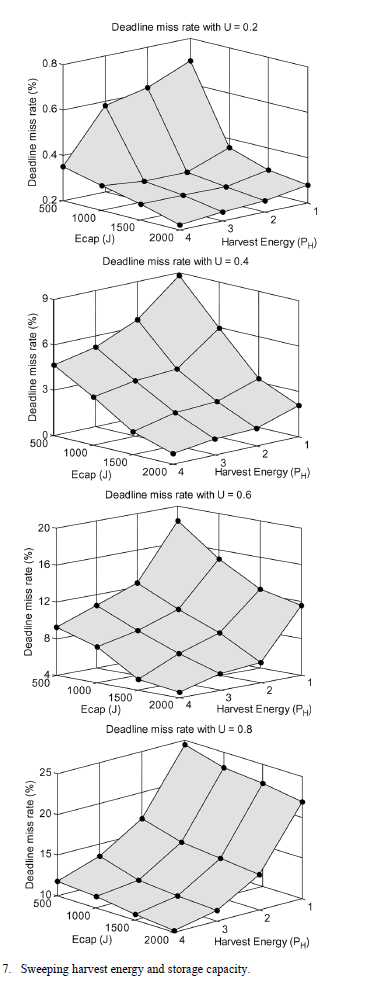 Deadline miss rate with U = 0.2
Deadline miss rate (%)
0.8
0.6
0.4
0.2
500
1000
1500
2000
Ecap (J)
4
3
2
1
Harvest Energy (PH)
Deadline miss rate with U = 0.4
Deadline miss rate (%)
9
6
3
0
500
1000
1500
2000
Ecap (J)
4
3
2
1
Harvest Energy (PH)
Deadline miss rate with U = 0.6
Deadline miss rate (%)
20
16
12
8
4
500
1000
1500
2000
Ecap (J)
4
3
2
1
Harvest Energy (PH)
Deadline miss rate with U = 0.8
Deadline miss rate (%)
25
20
15
10
500
1000
1500
2000
Ecap (J)
4
3
2
1
Harvest Energy (PH)
7. Sweeping harvest energy and storage capacity.